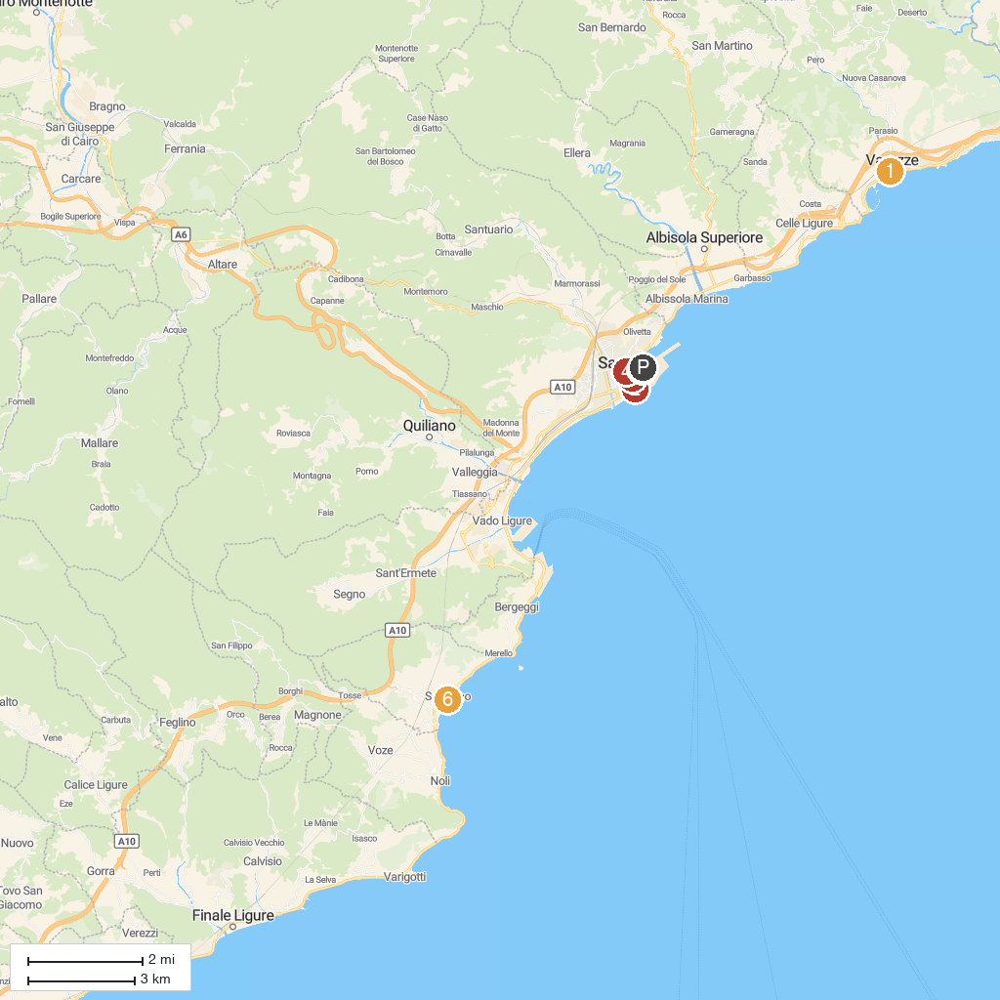 Montenotte
Faie
Deserto
Rocca
San Bernardo
San Martino
Montenotte
Superiore
Pero
Nuova Casanova
Bragno
Case Naso
di Gatto
San Giuseppe
di Cairo
Vaicalda
Gameragna
Parasio
Ferrania
San Bartolomeo
del Bosco
Ellera
Magrania
Sanda
1
Carcare
Costa
Bogile Superiore
Vispa
Celle Ligure
A6
Botta
Santuario
Albisola Superiore
Cimavalle
Altare
Cadibona
Marmorassi
Poggio del Sole
Garbasso
Pallare
Capanne
Montemoro
Albissola Marina
Maschio
Acque
Olivetta
Montefreddo
P
A10
Olano
Fornelli
Madonna
del Monte
Quiliano
Roviasca
Mallare
Pilalunga
Braia
Pomo
Valleggia
Montagna
Tiassano
Cadotto
Faia
Vado Ligure
Sant'Ermete
Segno
Bergeggi
A10
San Filippo
Merello
Borghi
Tosse
6
Orco
Berea
Magnone
Carbuta
Feglino
Vene
Rocca
Voze
Calice Ligure
Noli
Eze
Le Mànie
Nuovo
A10
Calvisio Vecchio
Isasco
Calvisio
Gorra
Perti
La Selva
Varigotti
Tovo San
Giacomo
Finale Ligure
Verezzi
2 mi
3 km